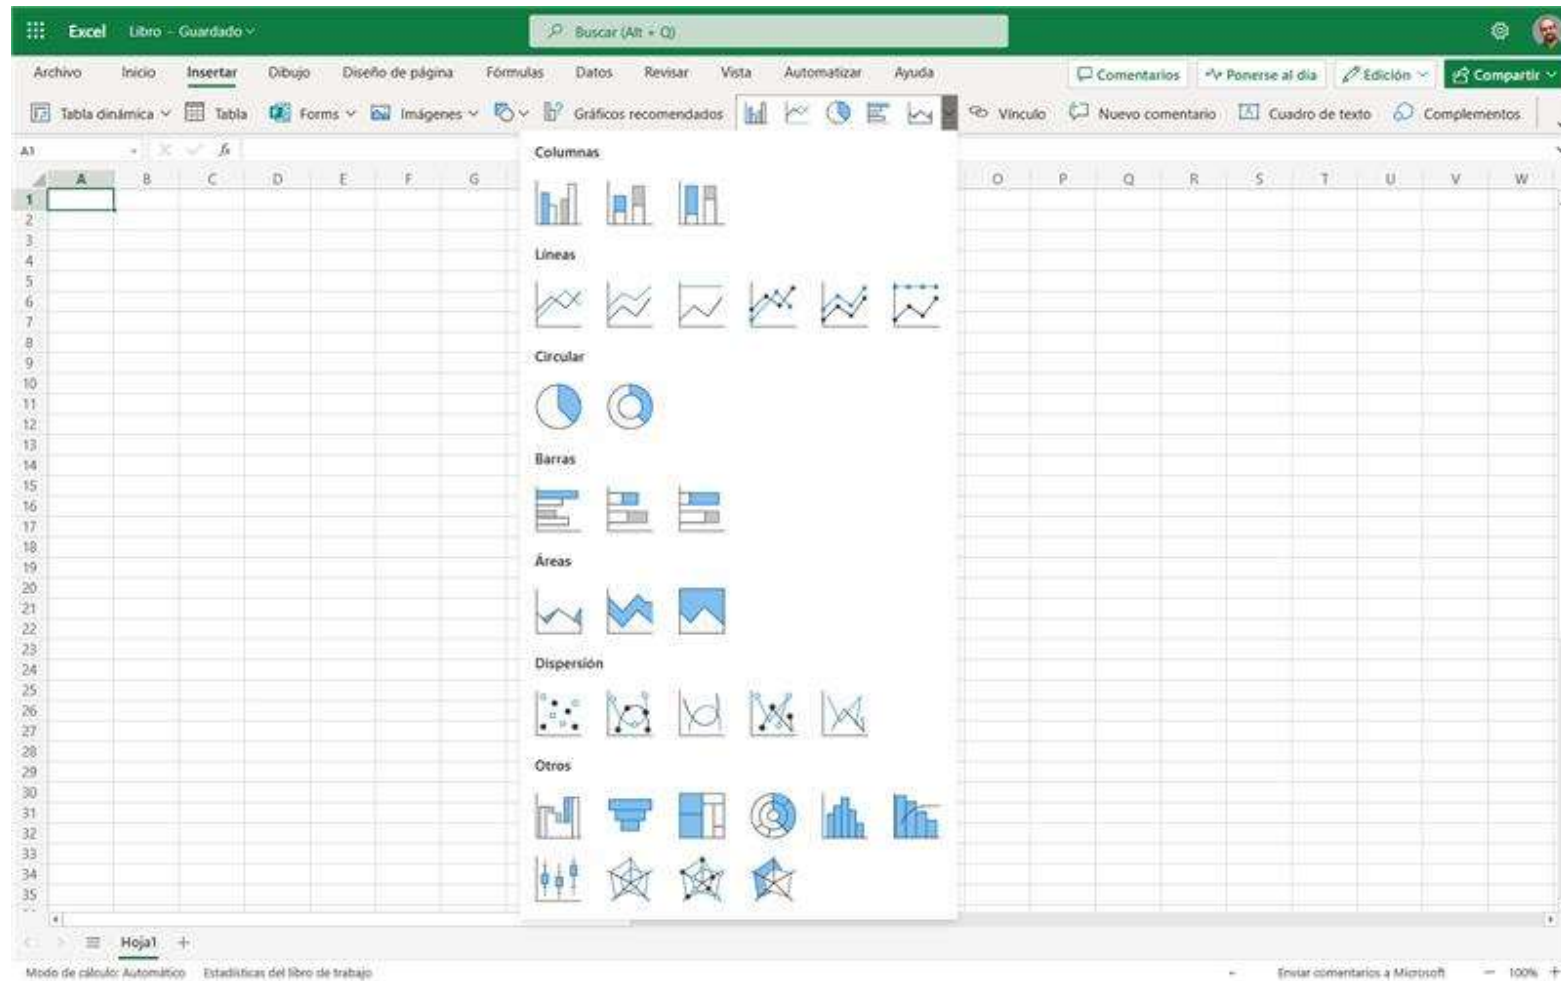 Excel Libro - Guardado Buscar (Alt + Q)
Archivo Inicio Insertar Dibujo Diseño de página Fórmulas Datos Revisar Vista Automatizar Ayuda Comentarios Ponerse al día Edición Compartir
Tabla dinámica Tabla Forms Imágenes Gráficos recomendados Vínculo Nuevo comentario Cuadro de texto Complementos
A1 fx
Columnas
A B C D E F G O P Q R S T U V W
1
2
3
Líneas
4
5
6
7
8
Circular
9
10
11
12
13
Barras
14
15
16
17
18
Áreas
19
20
21
22
23
Dispersión
24
25
26
27
28
Otros
29
30
31
32
33
34
35
Hoja1
Modo de cálculo: Automático Estadísticas del libro de trabajo Enviar comentarios a Microsoft 100%